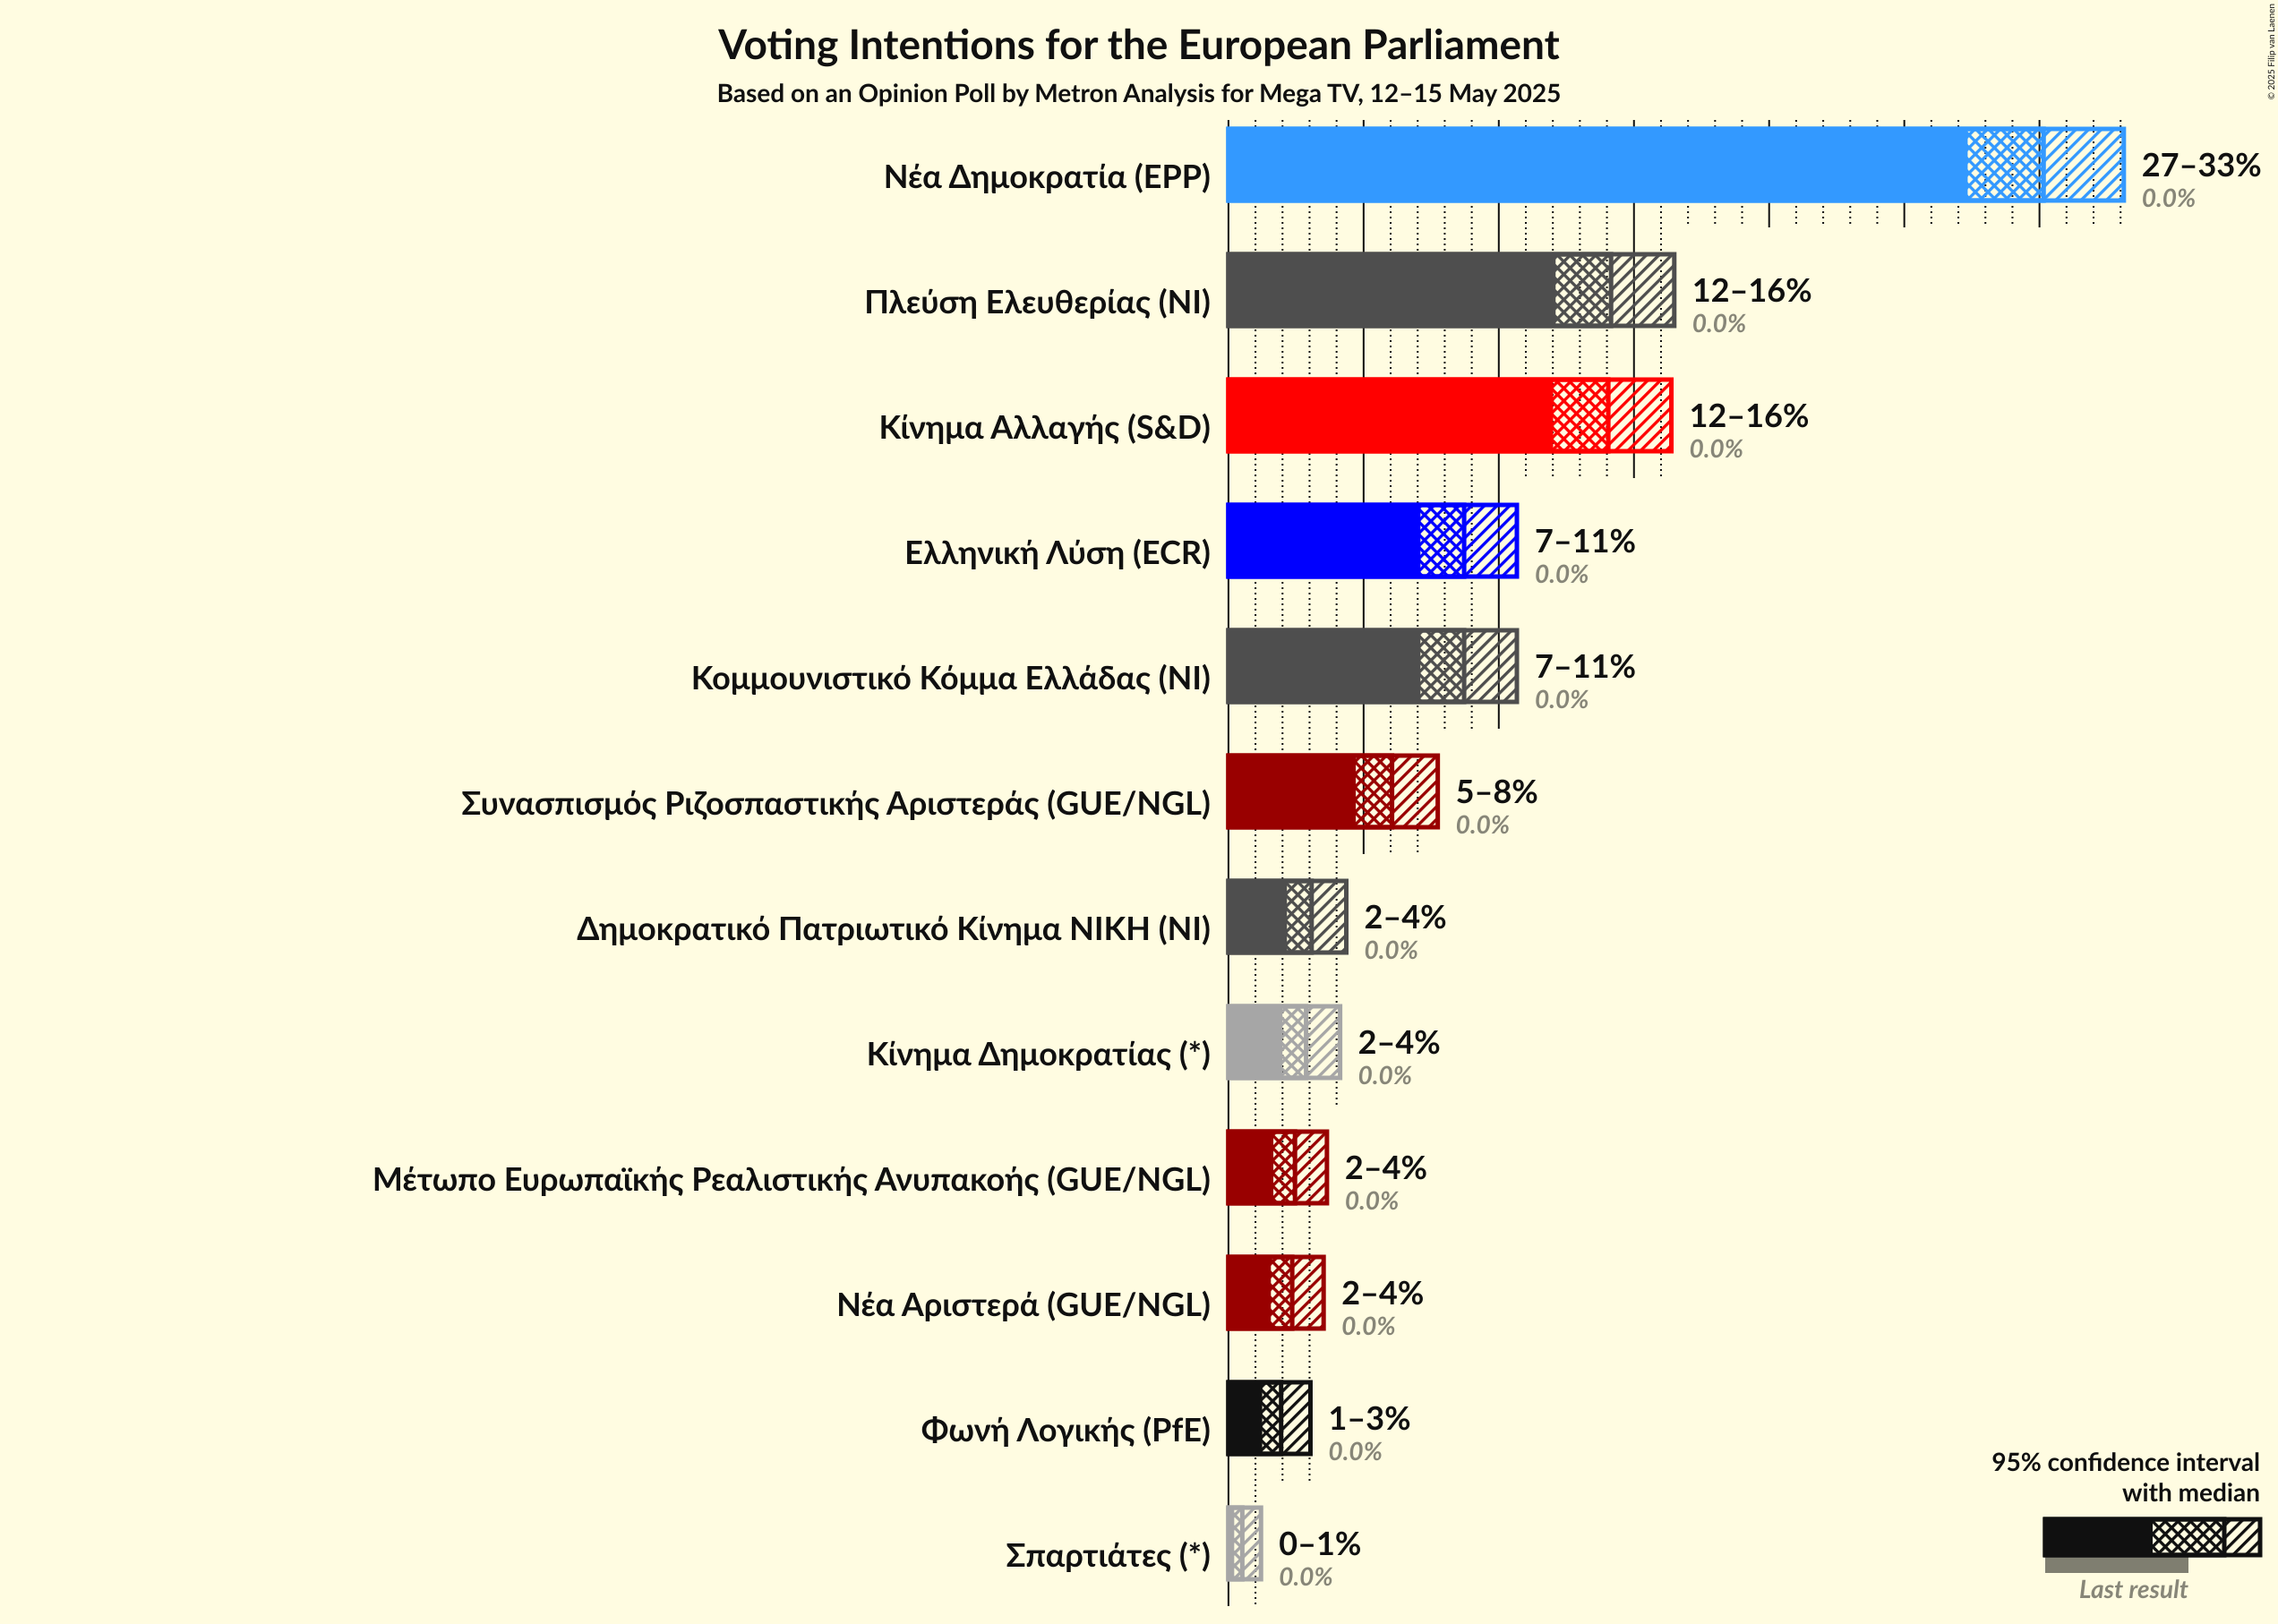 Voting Intentions for the European Parliament
Based on an Opinion Poll by Metron Analysis for Mega TV, 12–15 May 2025
© 2025 Filip van Laenen
Νέα Δημοκρατία (EPP)
27–33%
0.0%
Πλεύση Ελευθερίας (NI)
12–16%
0.0%
Κίνημα Αλλαγής (S&D)
12–16%
0.0%
Ελληνική Λύση (ECR)
7–11%
0.0%
Κομμουνιστικό Κόμμα Ελλάδας (NI)
7–11%
0.0%
Συνασπισμός Ριζοσπαστικής Αριστεράς (GUE/NGL)
5–8%
0.0%
Δημοκρατικό Πατριωτικό Κίνημα ΝΙΚΗ (NI)
2–4%
0.0%
Κίνημα Δημοκρατίας (*)
2–4%
0.0%
Μέτωπο Ευρωπαϊκής Ρεαλιστικής Ανυπακοής (GUE/NGL)
2–4%
0.0%
Νέα Αριστερά (GUE/NGL)
2–4%
0.0%
Φωνή Λογικής (PfE)
1–3%
0.0%
Σπαρτιάτες (*)
0–1%
0.0%
95% confidence interval
with median
Last result